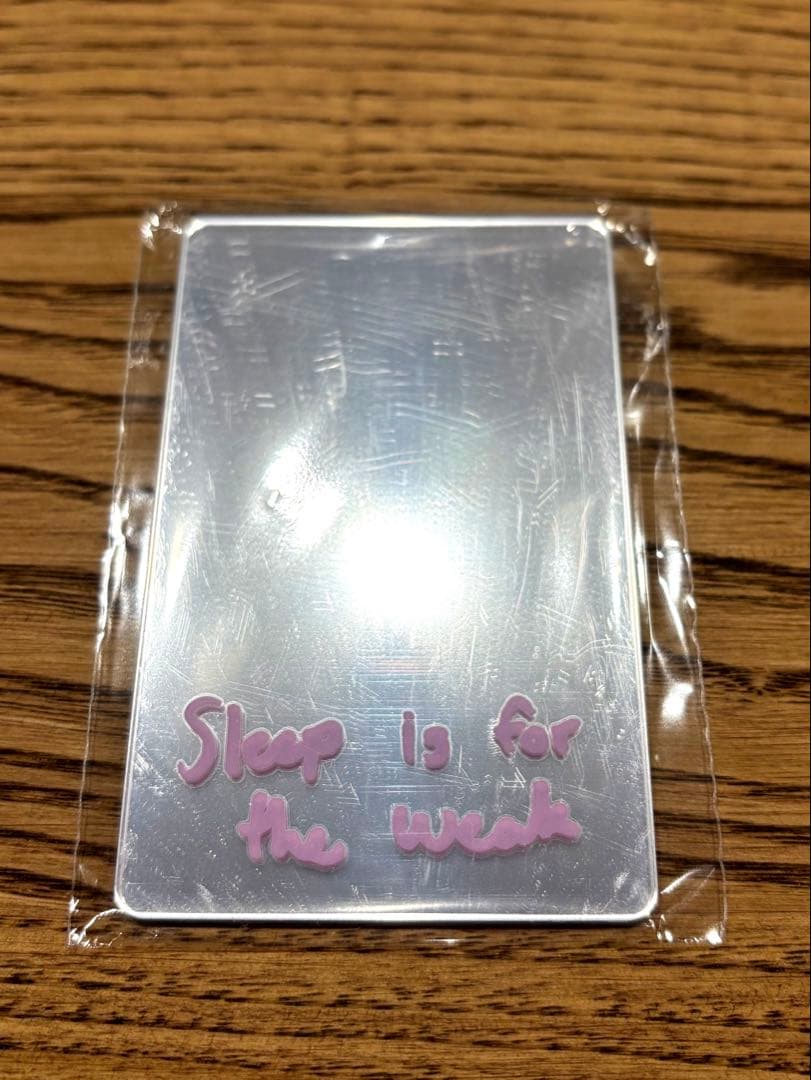 Sleep is for
the weak